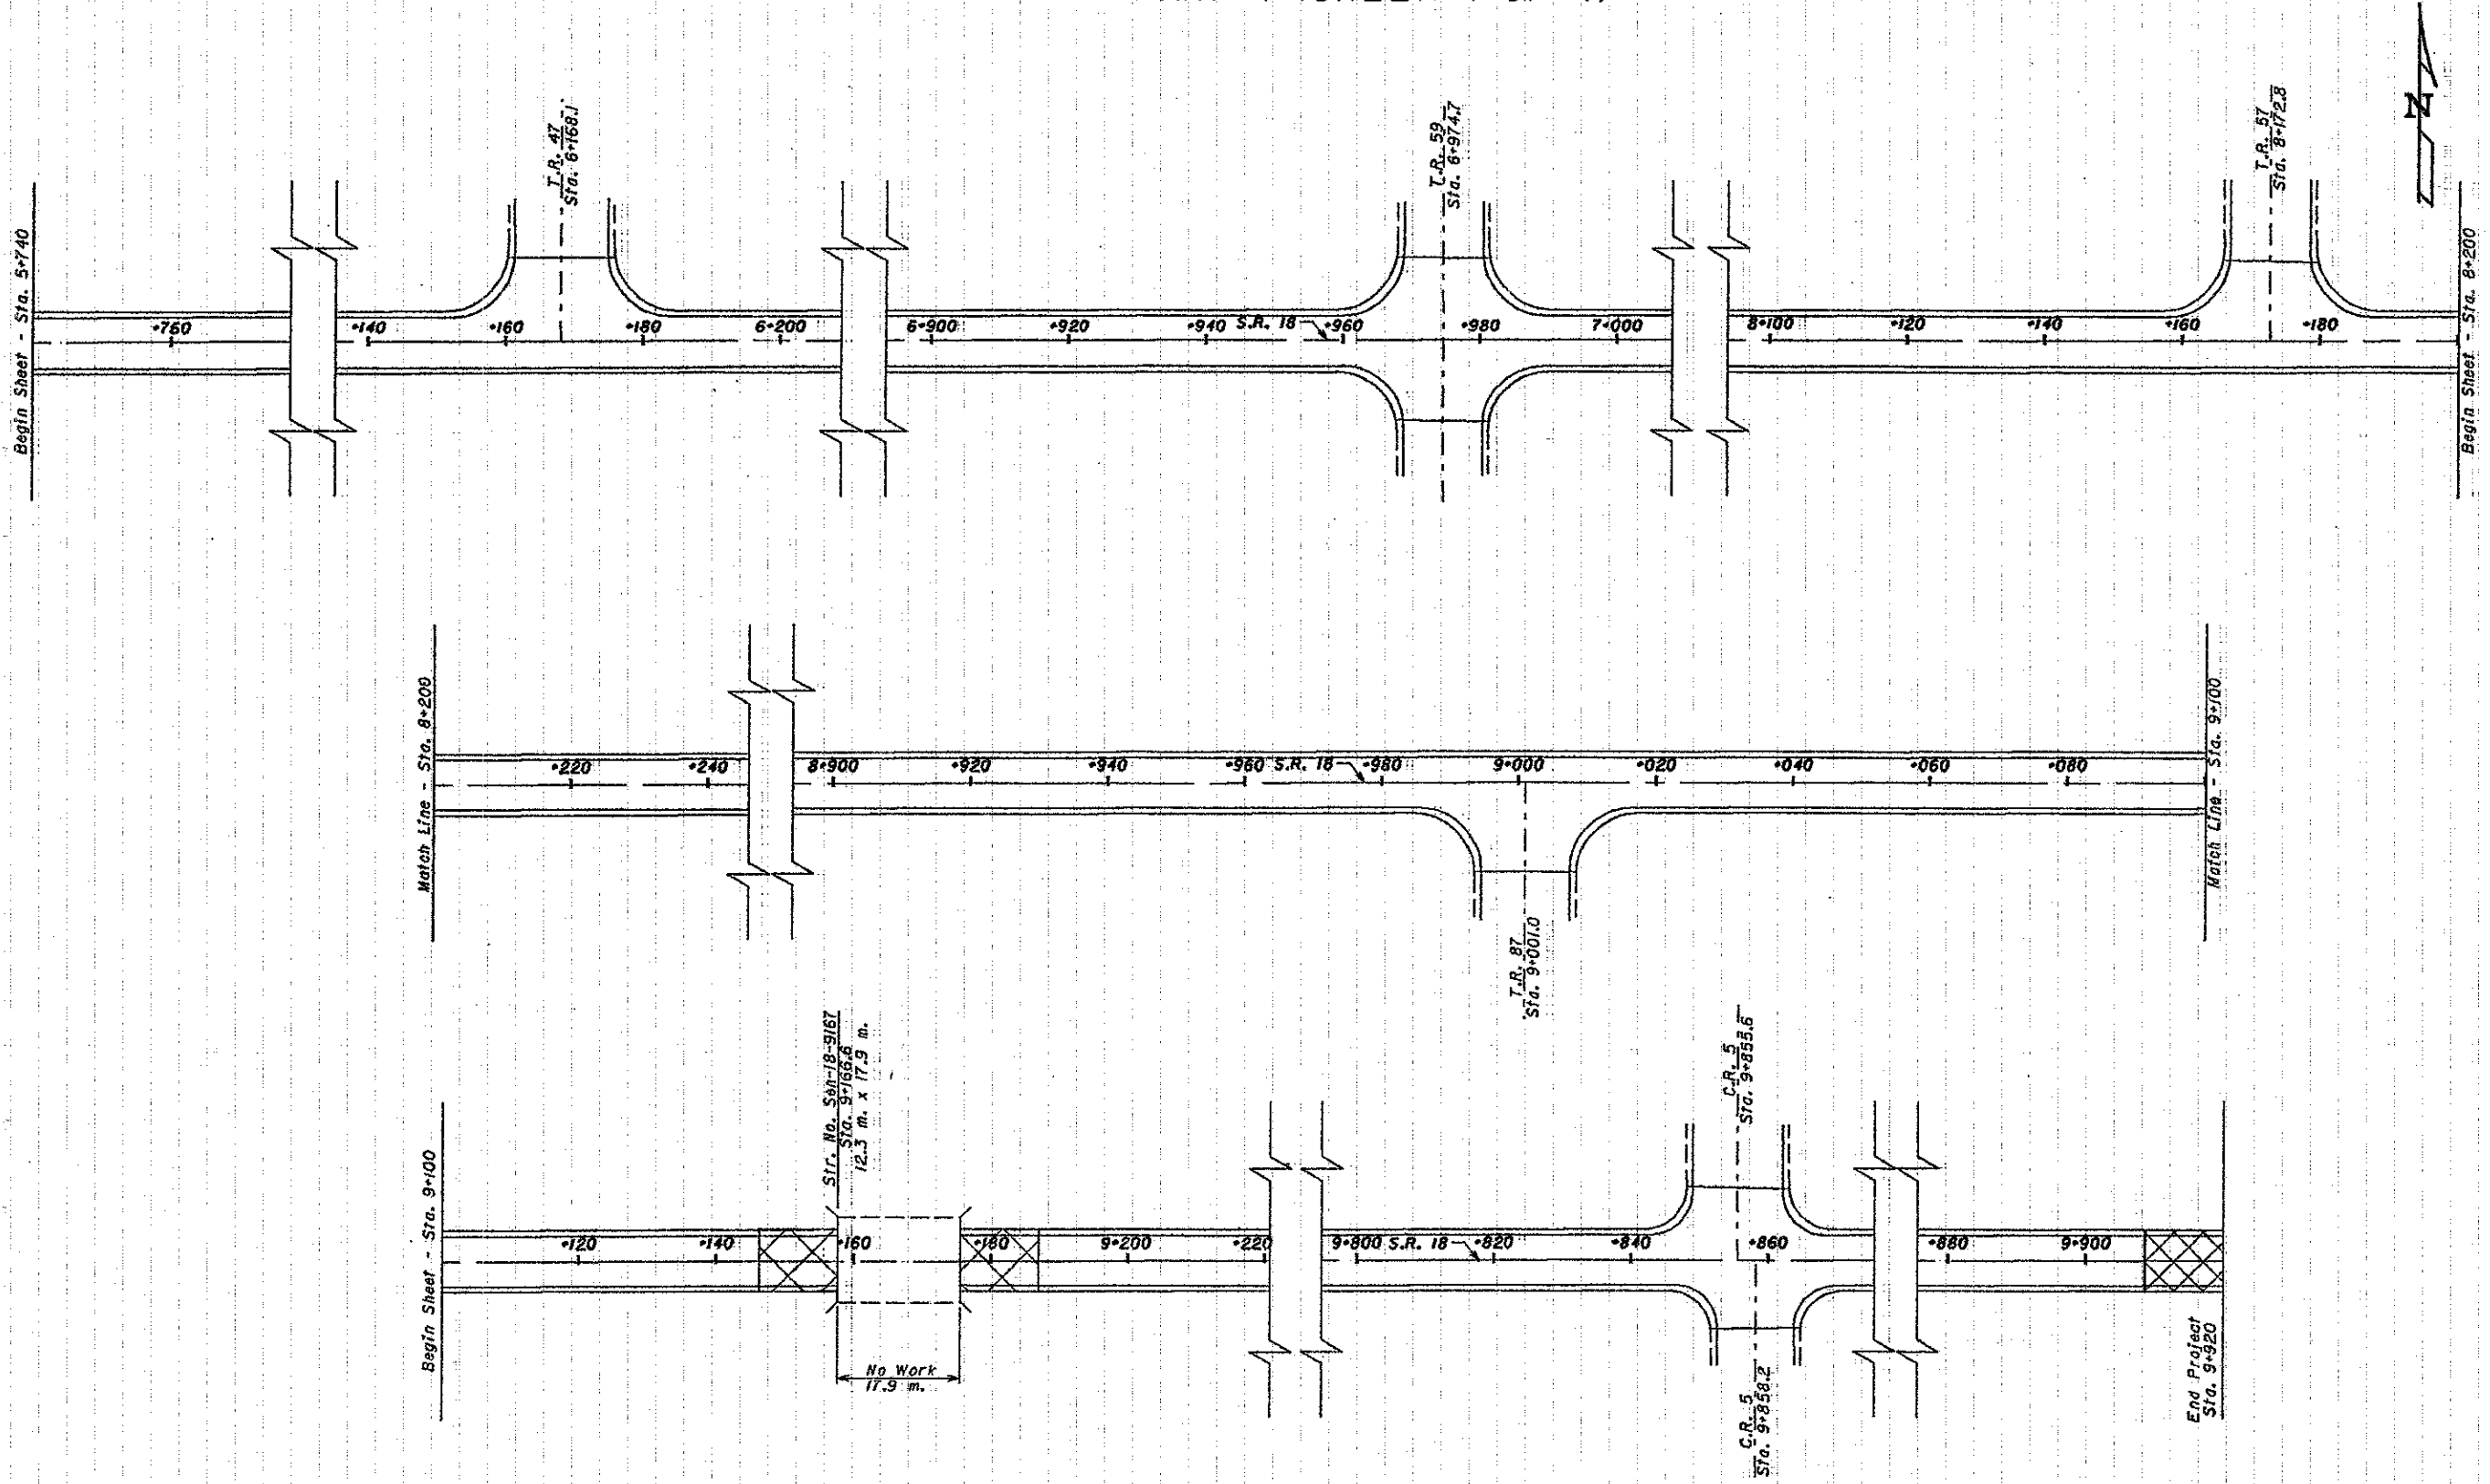 N
T.R. 47
Sta. 6+168.1
T.R. 59
Sta. 6+974.7
T.R. 57
Sta. 8+172.8
Begin Sheet - Sta. 5+740
+760
+140
+160
+180
6+200
6+900
+920
+940
S.R. 18
+960
+980
7+000
8+100
+120
+140
+160
+180
Begin Sheet - Sta. 8+200
Match Line - Sta. 8+200
+220
+240
8+900
+920
+940
+960
S.R. 18
+980
9+000
+020
+040
+060
+080
Match Line - Sta. 9+100
T.R. 87
Sta. 9+001.0
Str. No. Sen-18-9167
Sta. 9+166.6
12.3 m. x 17.9 m.
C.R. 5
Sta. 9+855.6
Begin Sheet - Sta. 9+100
+120
+140
+160
+180
9+200
+220
9+800
S.R. 18
+820
+840
+860
+880
9+900
No Work
17.9 m.
C.R. 5
Sta. 9+858.2
End Project
Sta. 9+920